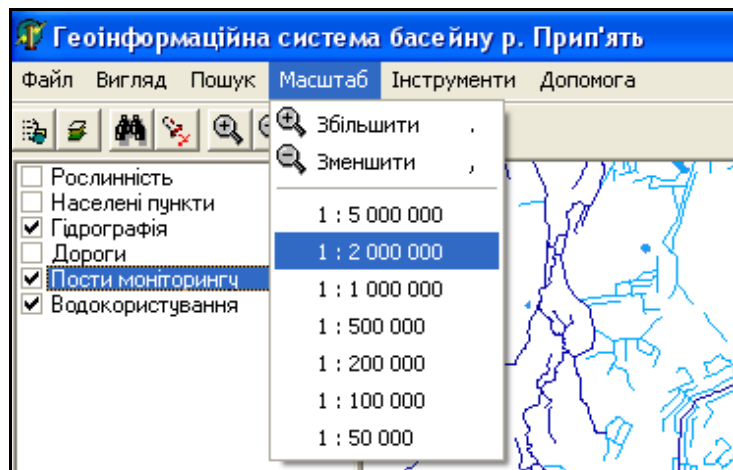 Геоінформаційна система басейну р. Прип'ять
Файл Вигляд Пошук Масштаб Інструменти Допомога
Збільшити .
Зменшити ,
1 : 5 000 000
1 : 2 000 000
1 : 1 000 000
1 : 500 000
1 : 200 000
1 : 100 000
1 : 50 000
Рослинність
Населені пункти
Гідрографія
Дороги
Пости моніторингу
Водокористування